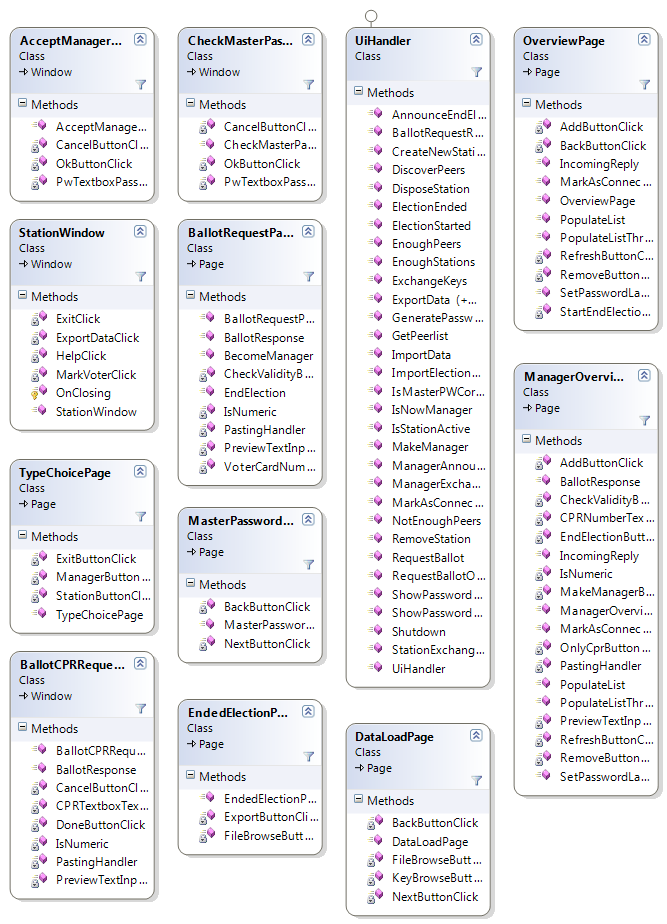 AcceptManager...
Class
Window
Methods
AcceptManage...
CancelButtonCl...
OkButtonClick
PwTextboxPass...
StationWindow
Class
Window
Methods
ExitClick
ExportDataClick
HelpClick
MarkVoterClick
OnClosing
StationWindow
TypeChoicePage
Class
Page
Methods
ExitButtonClick
ManagerButton...
StationButtonCl...
TypeChoicePage
BallotCPRReque...
Class
Window
Methods
BallotCPRRequ...
BallotResponse
CancelButtonCl...
CPRTextboxTex...
DoneButtonClick
IsNumeric
PastingHandler
PreviewTextInp...
CheckMasterPas...
Class
Window
Methods
CancelButtonCl...
CheckMasterPa...
OkButtonClick
PwTextboxPass...
BallotRequestPa...
Class
Page
Methods
BallotRequestP...
BallotResponse
BecomeManager
CheckValidityB...
EndElection
IsNumeric
PastingHandler
PreviewTextInp...
VoterCardNum...
MasterPassword...
Class
Page
Methods
BackButtonClick
MasterPasswor...
NextButtonClick
EndedElectionP...
Class
Page
Methods
EndedElectionP...
ExportButtonCli...
FileBrowseButt...
UiHandler
Class
Methods
AnnounceEndEl...
BallotRequestR...
CreateNewStati...
DiscoverPeers
DisposeStation
ElectionEnded
ElectionStarted
EnoughPeers
EnoughStations
ExchangeKeys
ExportData (+...
GeneratePassw...
GetPeerlist
ImportData
ImportElection...
IsMasterPWCor...
IsNowManager
IsStationActive
MakeManager
ManagerAnnou...
ManagerExcha...
MarkAsConnec...
NotEnoughPeers
RemoveStation
RequestBallot
RequestBallotO...
ShowPassword...
ShowPassword...
Shutdown
StationExchang...
UiHandler
DataLoadPage
Class
Page
Methods
BackButtonClick
DataLoadPage
FileBrowseButt...
KeyBrowseButt...
NextButtonClick
OverviewPage
Class
Page
Methods
AddButtonClick
BackButtonClick
IncomingReply
MarkAsConnec...
OverviewPage
PopulateList
PopulateListThr...
RefreshButtonC...
RemoveButton...
SetPasswordLa...
StartEndElectio...
ManagerOvervi...
Class
Page
Methods
AddButtonClick
BallotResponse
CheckValidityB...
CPRNumberTex...
EndElectionButt...
IncomingReply
IsNumeric
MakeManagerB...
ManagerOvervi...
MarkAsConnec...
OnlyCprButton...
PastingHandler
PopulateList
PopulateListThr...
PreviewTextInp...
RefreshButtonC...
RemoveButton...
SetPasswordLa...